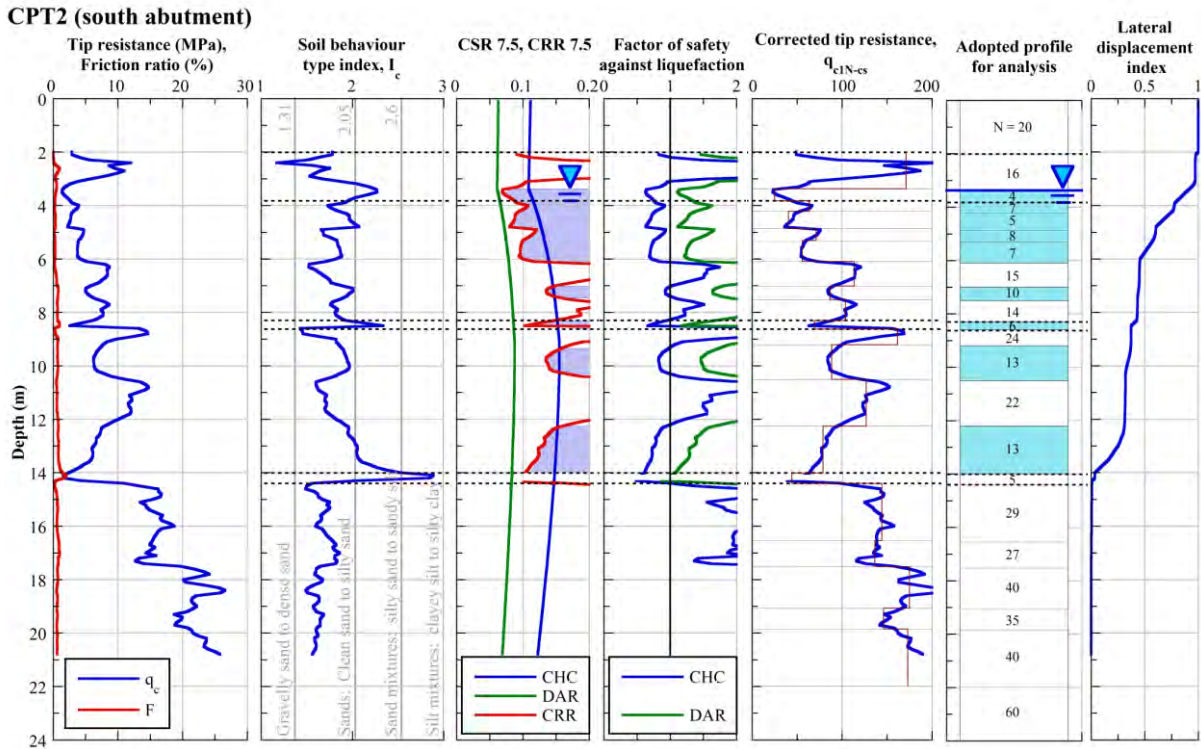 CPT2 (south abutment)
Tip resistance (MPa),
Friction ratio (%)
Soil behaviour
type index, I_c
CSR 7.5, CRR 7.5
Factor of safety
against liquefaction
Corrected tip resistance,
q_c1N-cs
Adopted profile
for analysis
Lateral
displacement
index
0 10 20 30
1 2 3
0 0.1 0.2
0 1 2
0 100 200
0 1
Depth (m)
0
2
4
6
8
10
12
14
16
18
20
22
24
1.31
2.05
2.6
Gravelly sand to dense sand
Sands: Clean sand to silty sand
Sand mixtures: silty sand to sandy s
Silt mixtures: clayey silt to silty clay
q_c
F
CHC
DAR
CRR
CHC
DAR
N = 20
16
4
7
5
8
7
15
10
14
6
24
13
22
13
5
29
27
40
35
40
60